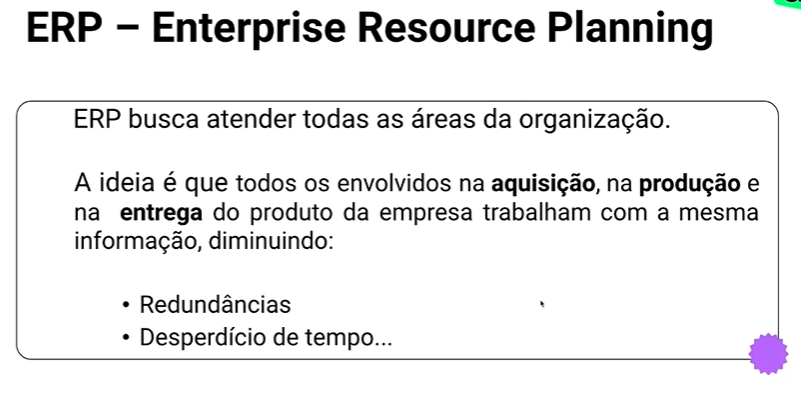 ERP – Enterprise Resource Planning
ERP busca atender todas as áreas da organização.
A ideia é que todos os envolvidos na aquisição, na produção e
na entrega do produto da empresa trabalham com a mesma
informação, diminuindo:
• Redundâncias
• Desperdício de tempo...